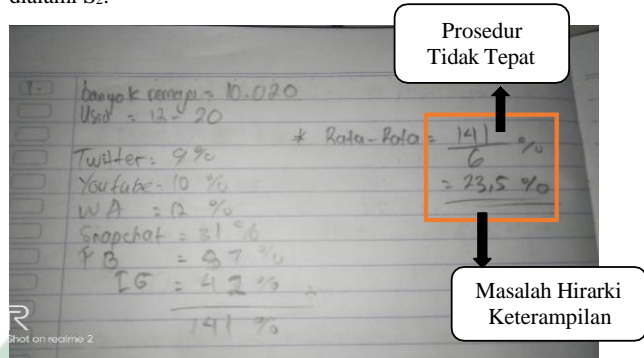 dialami S₂.
Prosedur
Tidak Tepat
1.)
banyak remaja = 10.020
Usia = 12 - 20
Twitter = 9 %
Youtube - 10 %
WA = 12 %
Snapchat = 31 %
FB = 37 %
IG = 42 % +
141 %
* Rata-Rata = 141 %
6
= 23,5 %
Masalah Hirarki
Keterampilan
R
Shot on realme 2